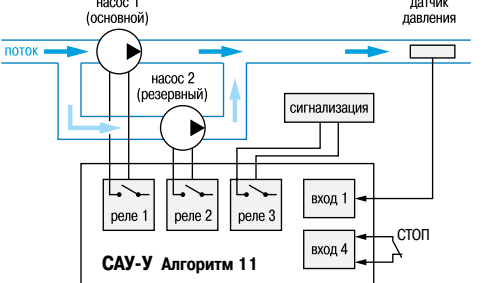 насос 1
(основной)
датчик
давления
поток
насос 2
(резервный)
сигнализация
реле 1
реле 2
реле 3
вход 1
вход 4
СТОП
САУ-У Алгоритм 11